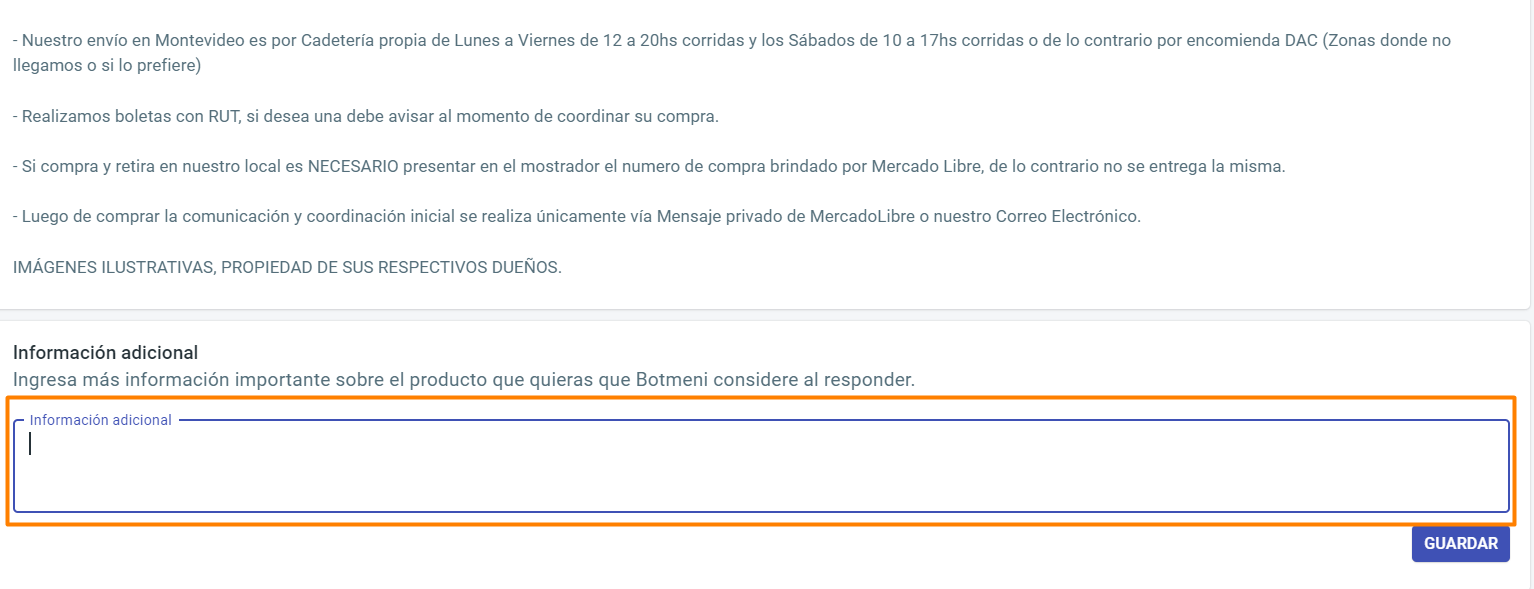 - Nuestro envío en Montevideo es por Cadetería propia de Lunes a Viernes de 12 a 20hs corridas y los Sábados de 10 a 17hs corridas o de lo contrario por encomienda DAC (Zonas donde no
llegamos o si lo prefiere)
- Realizamos boletas con RUT, si desea una debe avisar al momento de coordinar su compra.
- Si compra y retira en nuestro local es NECESARIO presentar en el mostrador el numero de compra brindado por Mercado Libre, de lo contrario no se entrega la misma.
- Luego de comprar la comunicación y coordinación inicial se realiza únicamente vía Mensaje privado de MercadoLibre o nuestro Correo Electrónico.
IMÁGENES ILUSTRATIVAS, PROPIEDAD DE SUS RESPECTIVOS DUEÑOS.
Información adicional
Ingresa más información importante sobre el producto que quieras que Botmeni considere al responder.
Información adicional
GUARDAR